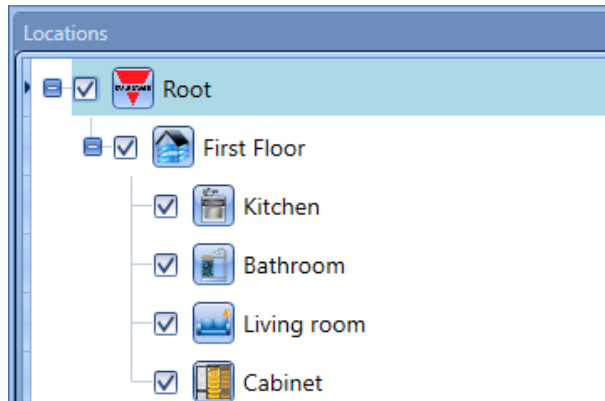 Locations
Root
First Floor
Kitchen
Bathroom
Living room
Cabinet